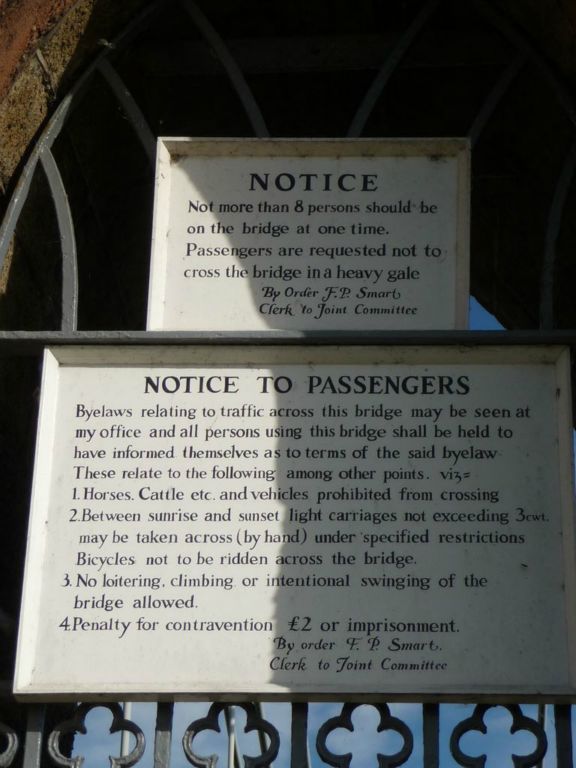 NOTICE
Not more than 8 persons should be
on the bridge at one time.
Passengers are requested not to
cross the bridge in a heavy gale
By Order F. P. Smart,
Clerk to Joint Committee
NOTICE TO PASSENGERS
Byelaws relating to traffic across this bridge may be seen at
my office and all persons using this bridge shall be held to
have informed themselves as to terms of the said byelaw
These relate to the following among other points. viz=
1. Horses. Cattle etc. and vehicles prohibited from crossing
2. Between sunrise and sunset light carriages not exceeding 3cwt.
may be taken across (by hand) under specified restrictions
Bicycles not to be ridden across the bridge.
3. No loitering, climbing or intentional swinging of the
bridge allowed.
4 Penalty for contravention £2 or imprisonment.
By order F. P. Smart.
Clerk to Joint Committee